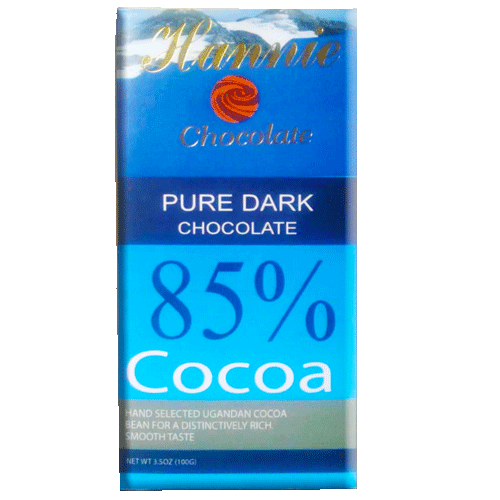 Hannie
Chocolate
PURE DARK
CHOCOLATE
85%
Cocoa
HAND SELECTED UGANDAN COCOA
BEAN FOR A DISTINCTIVELY RICH
SMOOTH TASTE
NET WT 3.5OZ (100G)